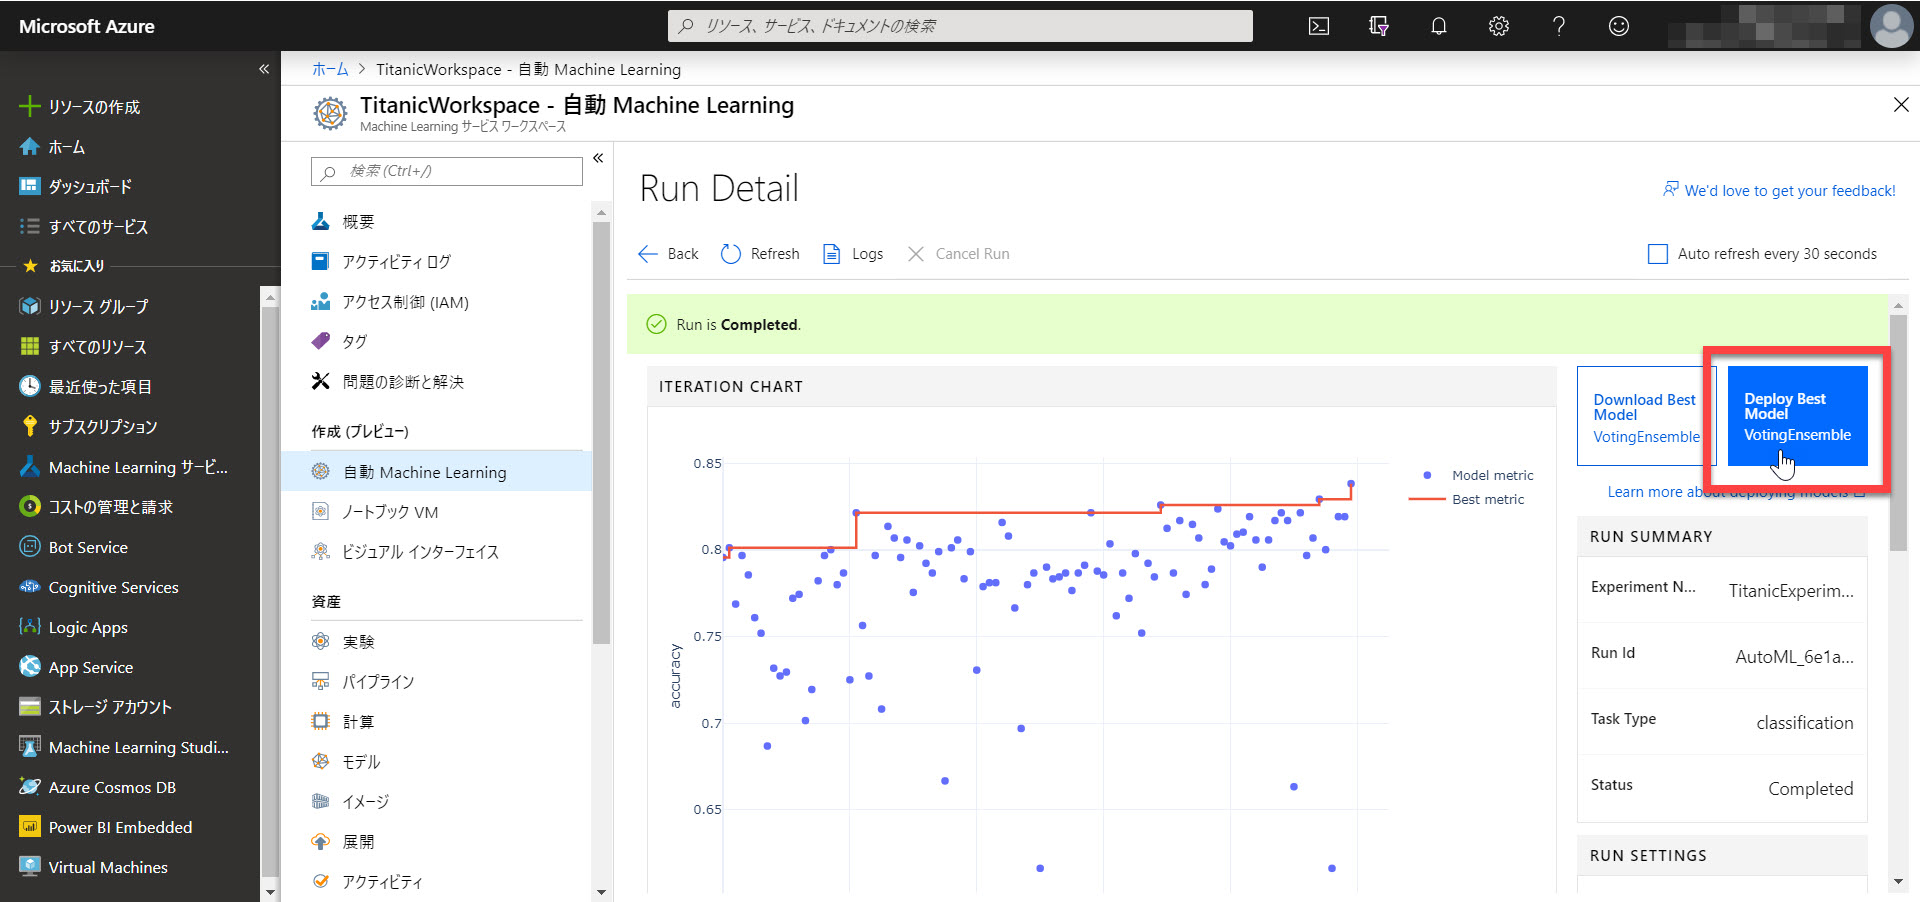 Microsoft Azure
リソース、サービス、ドキュメントの検索
リソースの作成
ホーム
ダッシュボード
すべてのサービス
お気に入り
リソース グループ
すべてのリソース
最近使った項目
サブスクリプション
Machine Learning サービ...
コストの管理と請求
Bot Service
Cognitive Services
Logic Apps
App Service
ストレージ アカウント
Machine Learning Studi...
Azure Cosmos DB
Power BI Embedded
Virtual Machines
ホーム > TitanicWorkspace - 自動 Machine Learning
TitanicWorkspace - 自動 Machine Learning
Machine Learning サービス ワークスペース
検索 (Ctrl+/)
概要
アクティビティ ログ
アクセス制御 (IAM)
タグ
問題の診断と解決
作成 (プレビュー)
自動 Machine Learning
ノートブック VM
ビジュアル インターフェイス
資産
実験
パイプライン
計算
モデル
イメージ
展開
アクティビティ
Run Detail
We'd love to get your feedback!
Back
Refresh
Logs
Cancel Run
Auto refresh every 30 seconds
Run is Completed.
ITERATION CHART
0.85
0.8
0.75
0.7
0.65
accuracy
Model metric
Best metric
Download Best
Model
VotingEnsemble
Deploy Best
Model
VotingEnsemble
Learn more about deploying models
RUN SUMMARY
Experiment N... TitanicExperim...
Run Id AutoML_6e1a...
Task Type classification
Status Completed
RUN SETTINGS